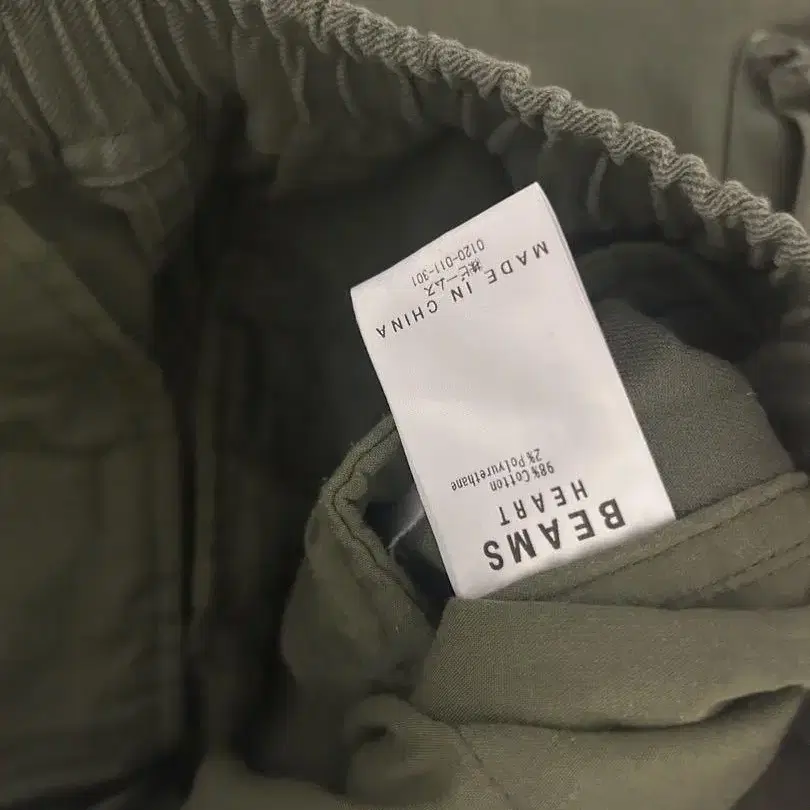 BEAMS
HEART
98%Cotton
2%Polyurethane
MADE IN CHINA
㈱ビームス
0120-011-301